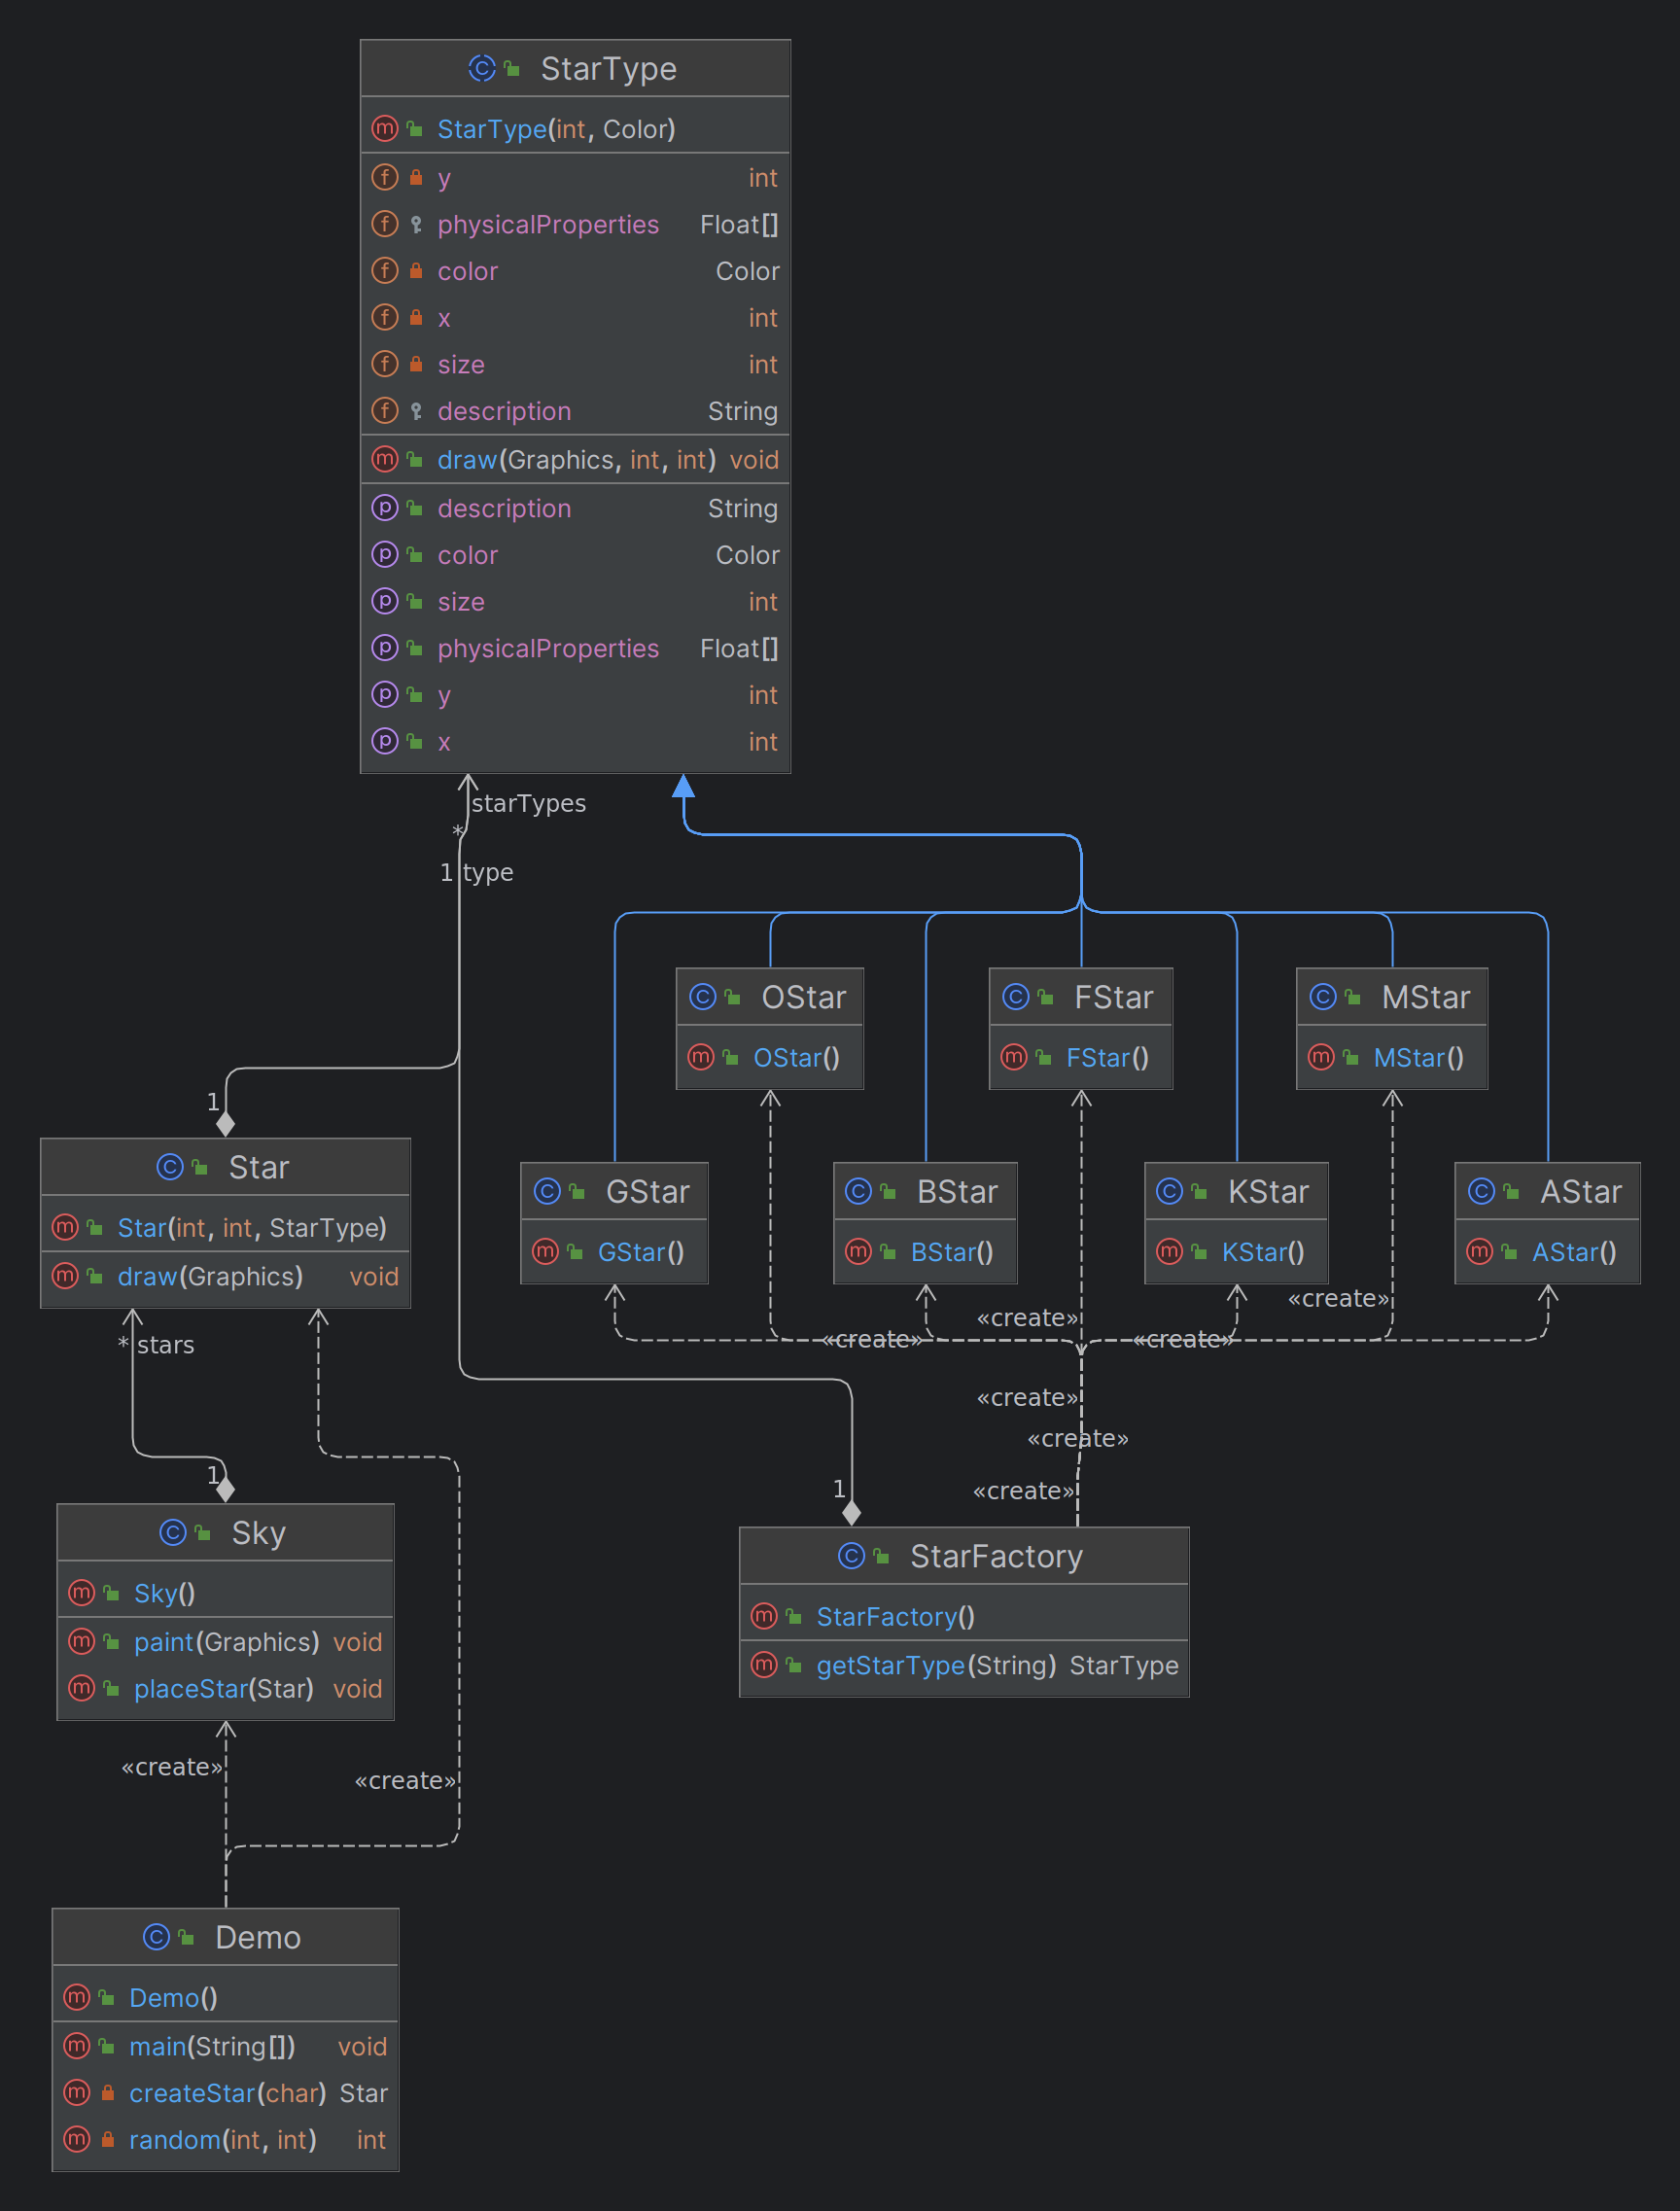 StarType
StarType(int, Color)
y int
physicalProperties Float[]
color Color
x int
size int
description String
draw(Graphics, int, int) void
description String
color Color
size int
physicalProperties Float[]
y int
x int
starTypes
*
1 type
OStar
OStar()
FStar
FStar()
MStar
MStar()
1
Star
Star(int, int, StarType)
draw(Graphics) void
GStar
GStar()
BStar
BStar()
KStar
KStar()
AStar
AStar()
«create»
«create»
«create»
«create»
* stars
«create»
«create»
«create»
1
1
Sky
Sky()
paint(Graphics) void
placeStar(Star) void
StarFactory
StarFactory()
getStarType(String) StarType
«create»
«create»
Demo
Demo()
main(String[]) void
createStar(char) Star
random(int, int) int